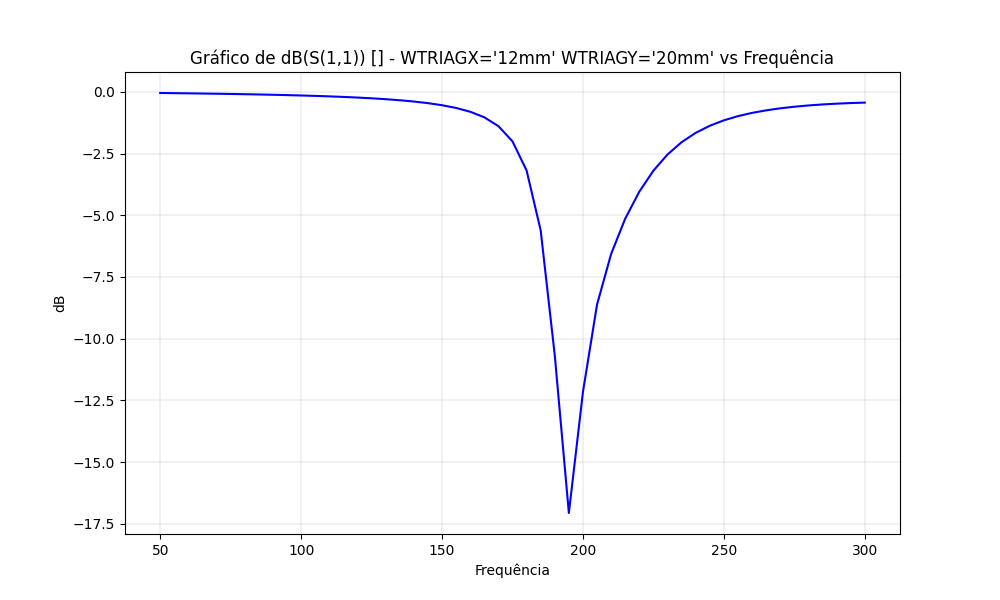 Gráfico de dB(S(1,1)) [] - WTRIAGX='12mm' WTRIAGY='20mm' vs Frequência
0.0
−2.5
−5.0
−7.5
−10.0
−12.5
−15.0
−17.5
dB
50 100 150 200 250 300
Frequência